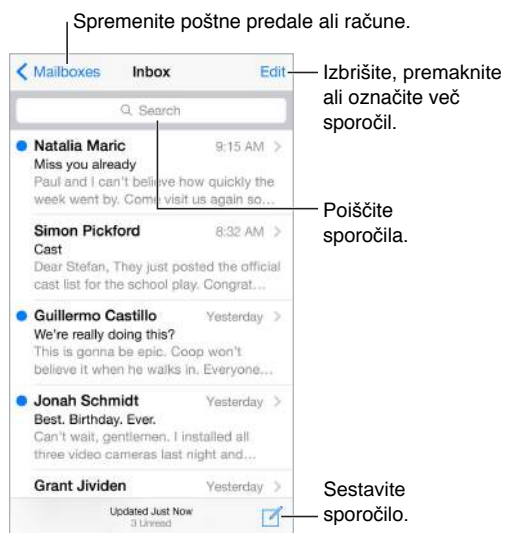 Spremenite poštne predale ali račune.
Mailboxes Inbox Edit
Izbrišite, premaknite
ali označite več
sporočil.
Search
Natalia Maric 9:15 AM
Miss you already
Paul and I can't believe how quickly the
week went by. Come visit us again so...
Poiščite
sporočila.
Simon Pickford 8:32 AM
Cast
Dear Stefan, They just posted the official
cast list for the school play. Congrat...
Guillermo Castillo Yesterday
We're really doing this?
This is gonna be epic. Coop won't
believe it when he walks in. Everyone...
Jonah Schmidt Yesterday
Best. Birthday. Ever.
Can't wait, gentlemen. I installed all
three video cameras last night and...
Grant Jividen Yesterday
Updated Just Now
3 Unread
Sestavite
sporočilo.